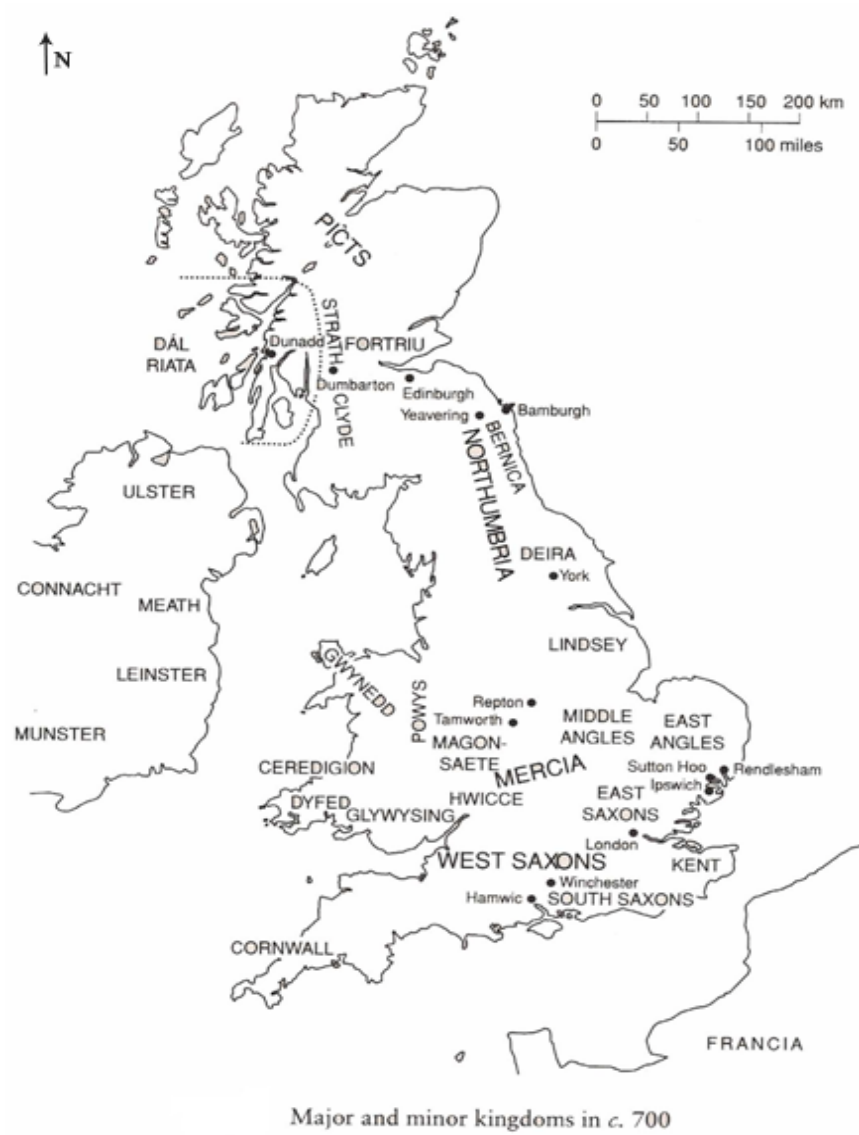 N
0 50 100 150 200 km
0 50 100 miles
PICTS
DÁL
RIATA
Dunadd
STRATH
CLYDE
FORTRIU
Dumbarton
Edinburgh
Yeavering
Bamburgh
BERNICA
NORTHUMBRIA
ULSTER
DEIRA
York
CONNACHT
MEATH
LINDSEY
GWYNEDD
LEINSTER
POWYS
Repton
Tamworth
MIDDLE
ANGLES
EAST
ANGLES
MUNSTER
MAGON-
SAETE
MERCIA
CEREDIGION
Sutton Hoo
Rendlesham
Ipswich
DYFED
GLYWYSING
HWICCE
EAST
SAXONS
London
WEST SAXONS
KENT
Winchester
Hamwic
SOUTH SAXONS
CORNWALL
FRANCIA
Major and minor kingdoms in c. 700